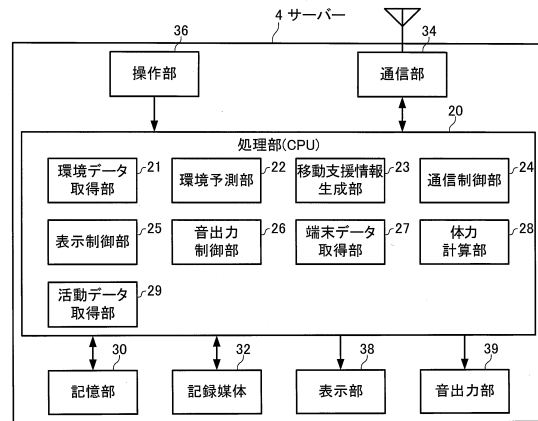 4 サーバー
36
操作部
34
通信部
20
処理部(CPU)
環境データ
取得部
21
環境予測部
22
移動支援情報
生成部
23
通信制御部
24
表示制御部
25
音出力
制御部
26
端末データ
取得部
27
体力
計算部
28
活動データ
取得部
29
30
記憶部
32
記録媒体
38
表示部
39
音出力部